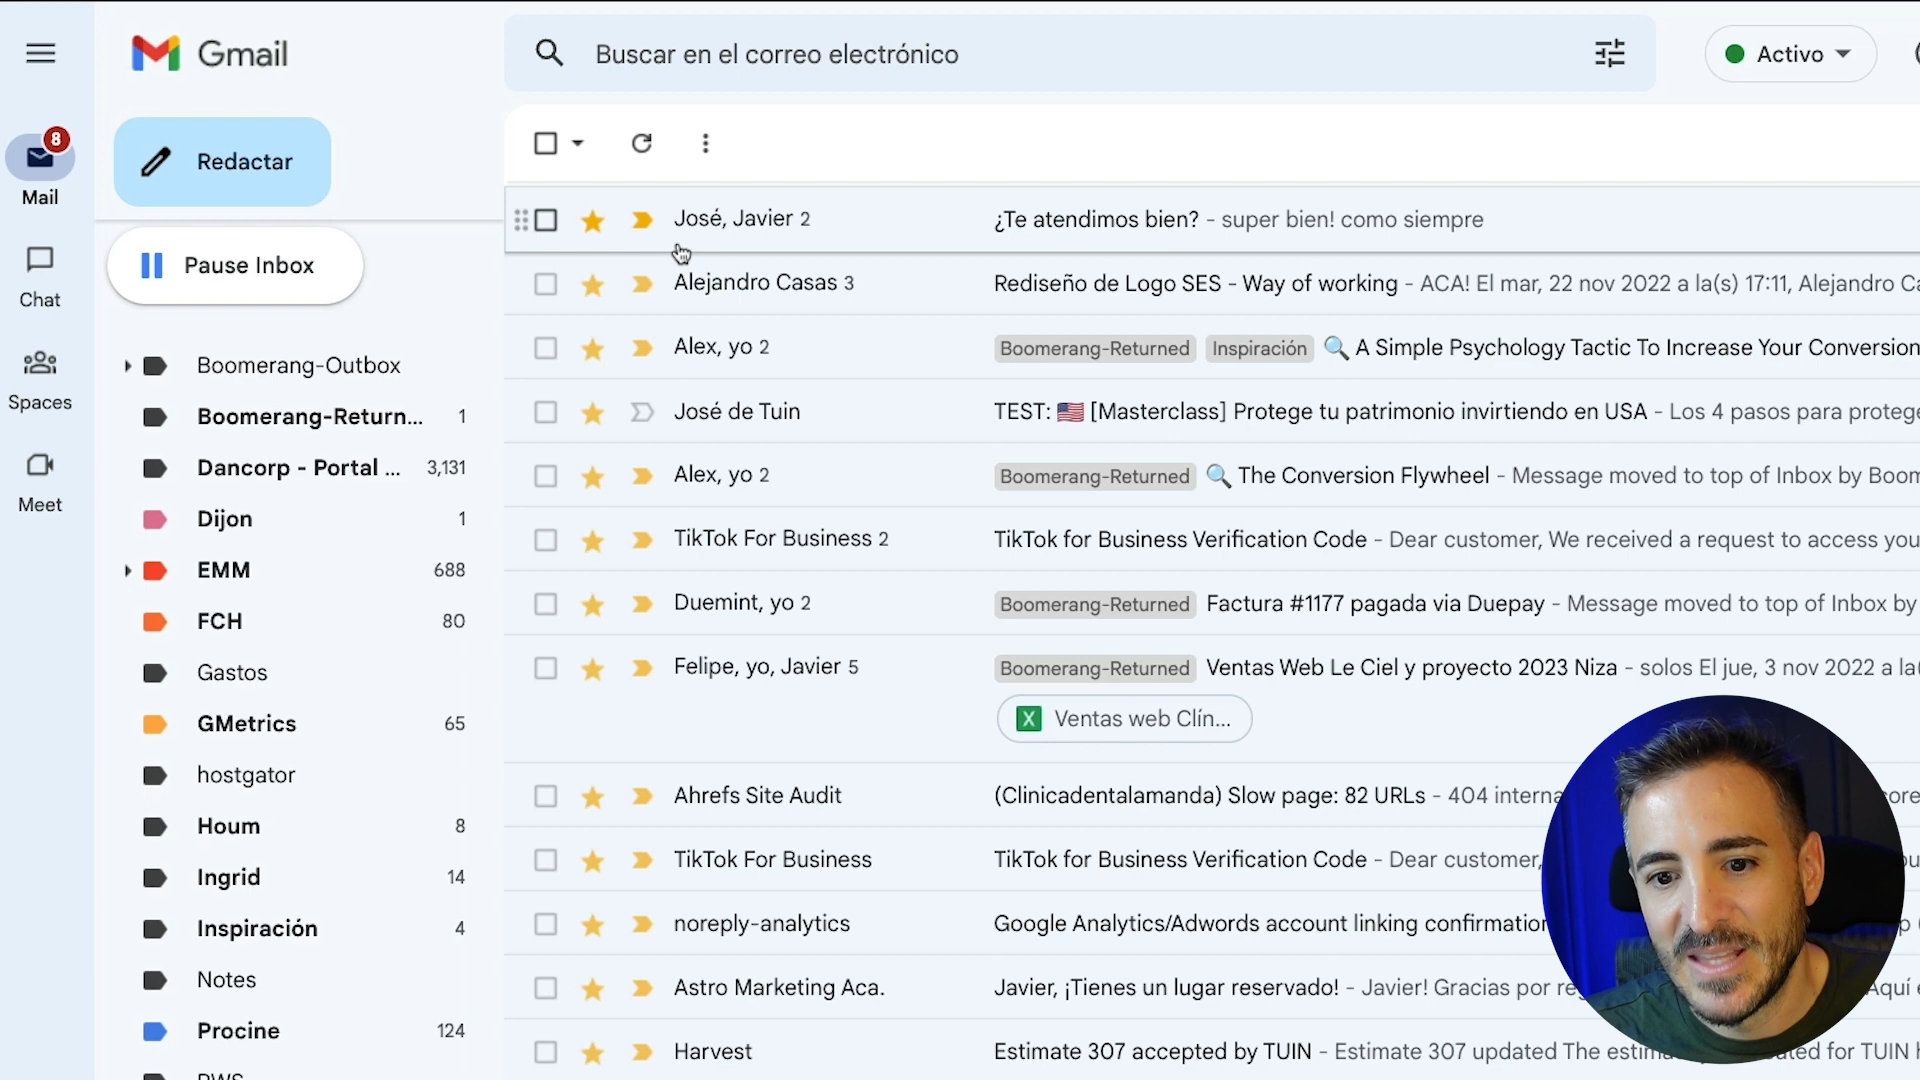 Gmail
Buscar en el correo electrónico
Activo
8
Mail
Redactar
Chat
Pause Inbox
Spaces
Meet
Boomerang-Outbox
Boomerang-Return... 1
Dancorp - Portal ... 3,131
Dijon 1
EMM 688
FCH 80
Gastos
GMetrics 65
hostgator
Houm 8
Ingrid 14
Inspiración 4
Notes
Procine 124
José, Javier 2 ¿Te atendimos bien? - super bien! como siempre
Alejandro Casas 3 Rediseño de Logo SES - Way of working - ACA! El mar, 22 nov 2022 a la(s) 17:11, Alejandro Ca
Alex, yo 2 Boomerang-Returned Inspiración 🔍 A Simple Psychology Tactic To Increase Your Conversion
José de Tuin TEST: 🇺🇸 [Masterclass] Protege tu patrimonio invirtiendo en USA - Los 4 pasos para protege
Alex, yo 2 Boomerang-Returned 🔍 The Conversion Flywheel - Message moved to top of Inbox by Boom
TikTok For Business 2 TikTok for Business Verification Code - Dear customer, We received a request to access you
Duemint, yo 2 Boomerang-Returned Factura #1177 pagada via Duepay - Message moved to top of Inbox by
Felipe, yo, Javier 5 Boomerang-Returned Ventas Web Le Ciel y proyecto 2023 Niza - solos El jue, 3 nov 2022 a la
X Ventas web Clín...
Ahrefs Site Audit (Clinicadentalamanda) Slow page: 82 URLs - 404 interna
TikTok For Business TikTok for Business Verification Code - Dear customer,
noreply-analytics Google Analytics/Adwords account linking confirmation
Astro Marketing Aca. Javier, ¡Tienes un lugar reservado! - Javier! Gracias por re Aquí
Harvest Estimate 307 accepted by TUIN - Estimate 307 updated The estim ated for TUIN